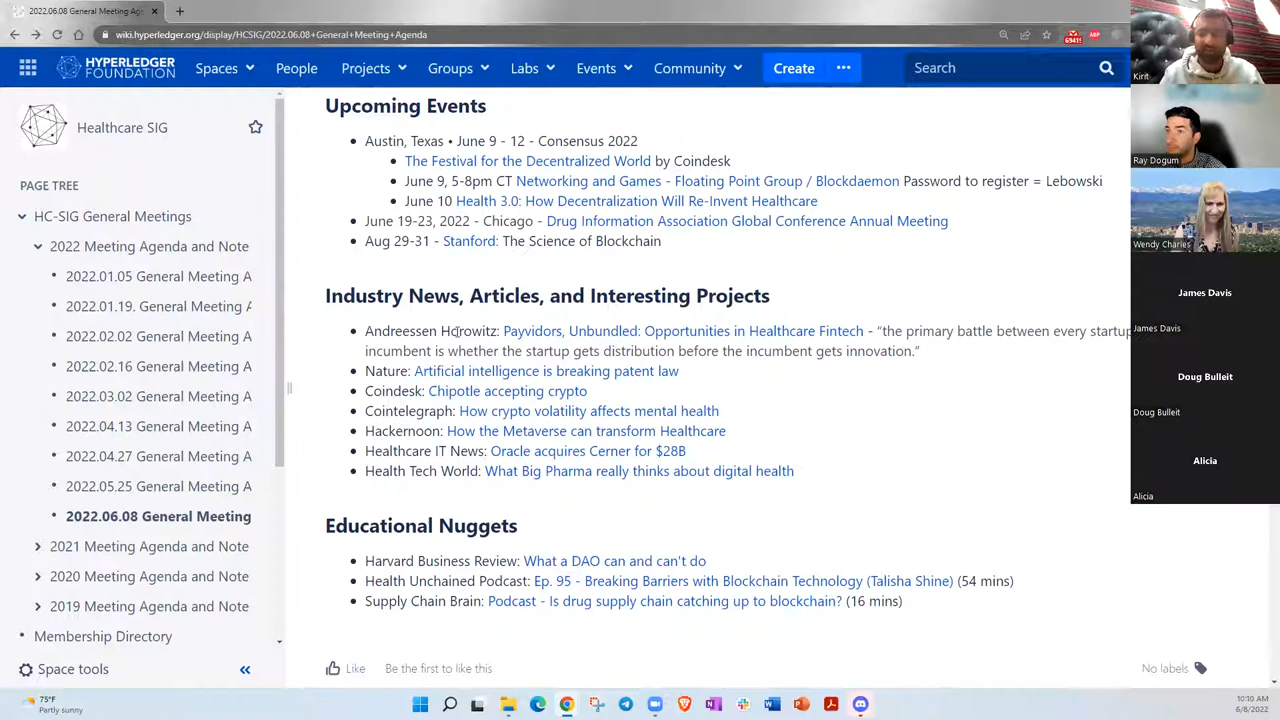 2022.06.08 General Meeting Age
wiki.hyperledger.org/display/HCSIG/2022.06.08+General+Meeting+Agenda
ABP
HYPERLEDGER
FOUNDATION
Spaces
People
Projects
Groups
Labs
Events
Community
Create
Search
Healthcare SIG
PAGE TREE
HC-SIG General Meetings
2022 Meeting Agenda and Note
2022.01.05 General Meeting A
2022.01.19. General Meeting A
2022.02.02 General Meeting A
2022.02.16 General Meeting A
2022.03.02 General Meeting A
2022.04.13 General Meeting A
2022.04.27 General Meeting A
2022.05.25 General Meeting A
2022.06.08 General Meeting
2021 Meeting Agenda and Note
2020 Meeting Agenda and Note
2019 Meeting Agenda and Note
Membership Directory
Space tools
Upcoming Events
Austin, Texas • June 9 - 12 - Consensus 2022
The Festival for the Decentralized World by Coindesk
June 9, 5-8pm CT Networking and Games - Floating Point Group / Blockdaemon Password to register = Lebowski
June 10 Health 3.0: How Decentralization Will Re-Invent Healthcare
June 19-23, 2022 - Chicago - Drug Information Association Global Conference Annual Meeting
Aug 29-31 - Stanford: The Science of Blockchain
Industry News, Articles, and Interesting Projects
Andreessen Horowitz: Payvidors, Unbundled: Opportunities in Healthcare Fintech - “the primary battle between every startup
incumbent is whether the startup gets distribution before the incumbent gets innovation.”
Nature: Artificial intelligence is breaking patent law
Coindesk: Chipotle accepting crypto
Cointelegraph: How crypto volatility affects mental health
Hackernoon: How the Metaverse can transform Healthcare
Healthcare IT News: Oracle acquires Cerner for $28B
Health Tech World: What Big Pharma really thinks about digital health
Educational Nuggets
Harvard Business Review: What a DAO can and can't do
Health Unchained Podcast: Ep. 95 - Breaking Barriers with Blockchain Technology (Talisha Shine) (54 mins)
Supply Chain Brain: Podcast - Is drug supply chain catching up to blockchain? (16 mins)
Like
Be the first to like this
No labels
Kirit
Ray Dogum
Wendy Charles
James Davis
James Davis
Doug Bulleit
Doug Bulleit
Alicia
Alicia
75°F
Partly sunny
10:10 AM
6/8/2022